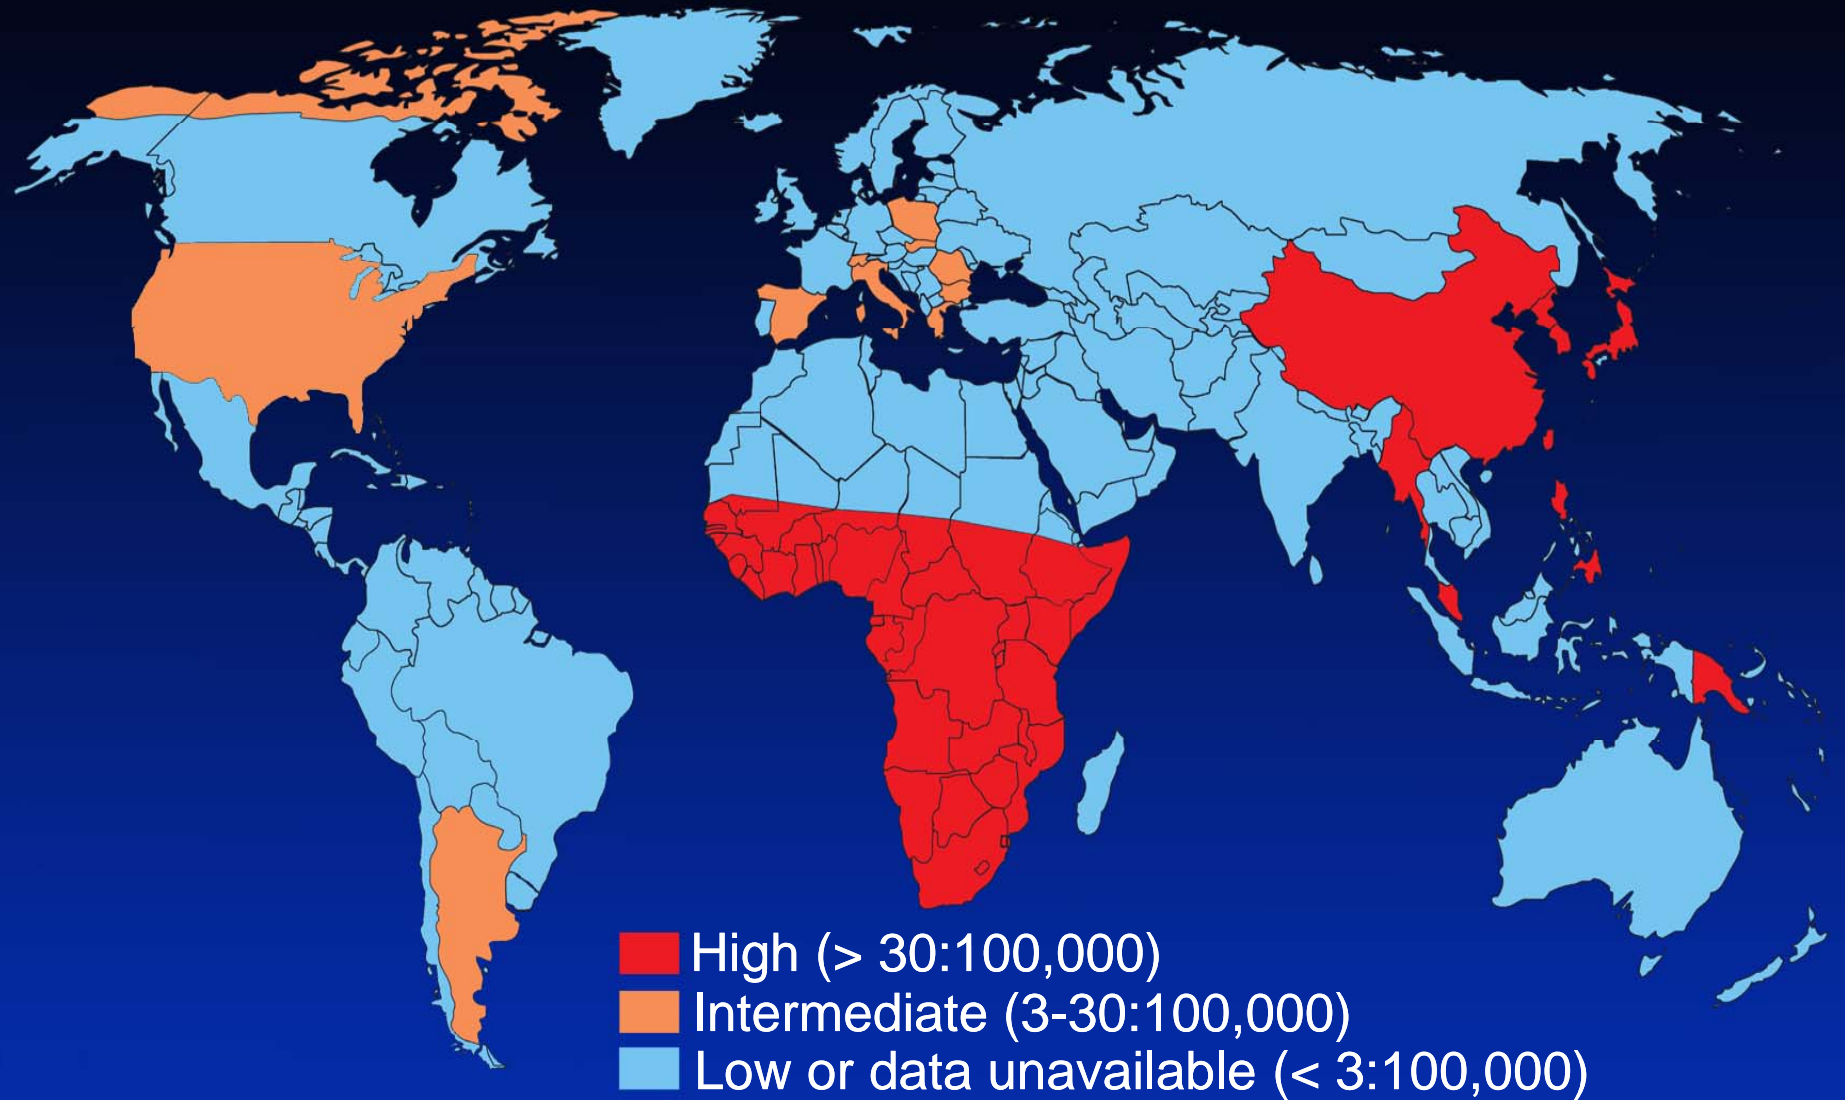 High (> 30:100,000)
Intermediate (3-30:100,000)
Low or data unavailable (< 3:100,000)